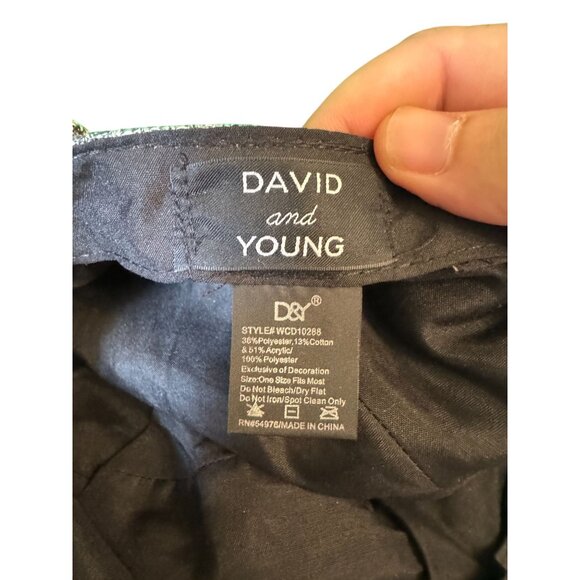 DAVID
and
YOUNG
D&Y®
STYLE# WCD10288
36%Polyester, 13%Cotton
& 51% Acrylic/
100% Polyester
Exclusive of Decoration
Size:One Size Fits Most
Do Not Bleach/Dry Flat
Do Not Iron/Spot Clean Only
RN#54976/MADE IN CHINA